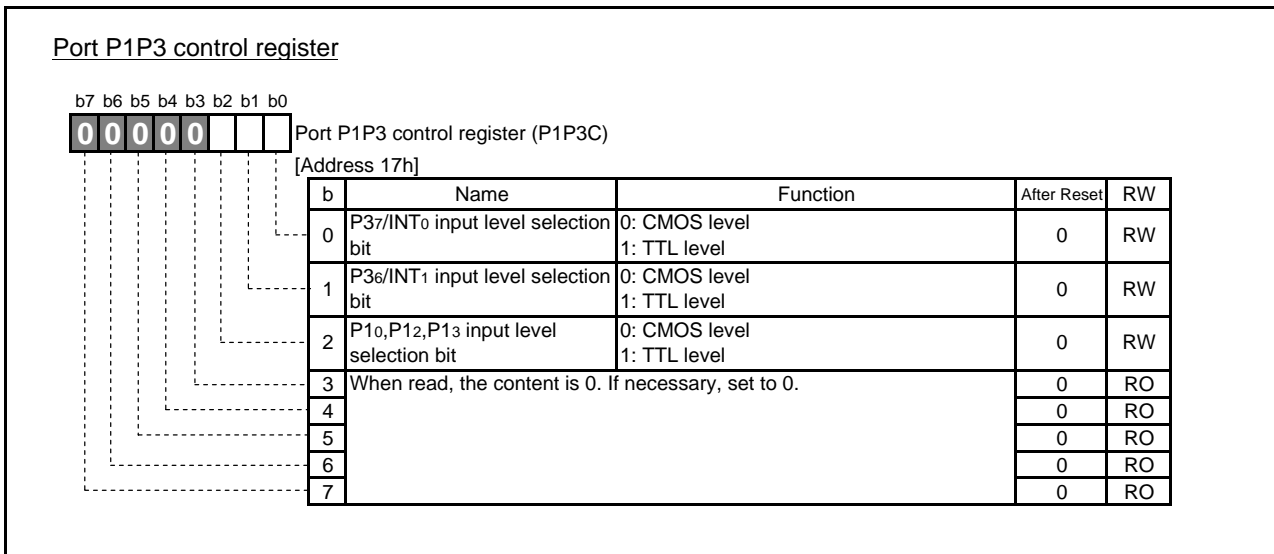 Port P1P3 control register
b7 b6 b5 b4 b3 b2 b1 b0
0 0 0 0 0
Port P1P3 control register (P1P3C)
[Address 17h]
b Name Function After Reset RW
0 P37/INT0 input level selection bit 0: CMOS level 1: TTL level 0 RW
1 P36/INT1 input level selection bit 0: CMOS level 1: TTL level 0 RW
2 P10,P12,P13 input level selection bit 0: CMOS level 1: TTL level 0 RW
3 When read, the content is 0. If necessary, set to 0. 0 RO
4 0 RO
5 0 RO
6 0 RO
7 0 RO